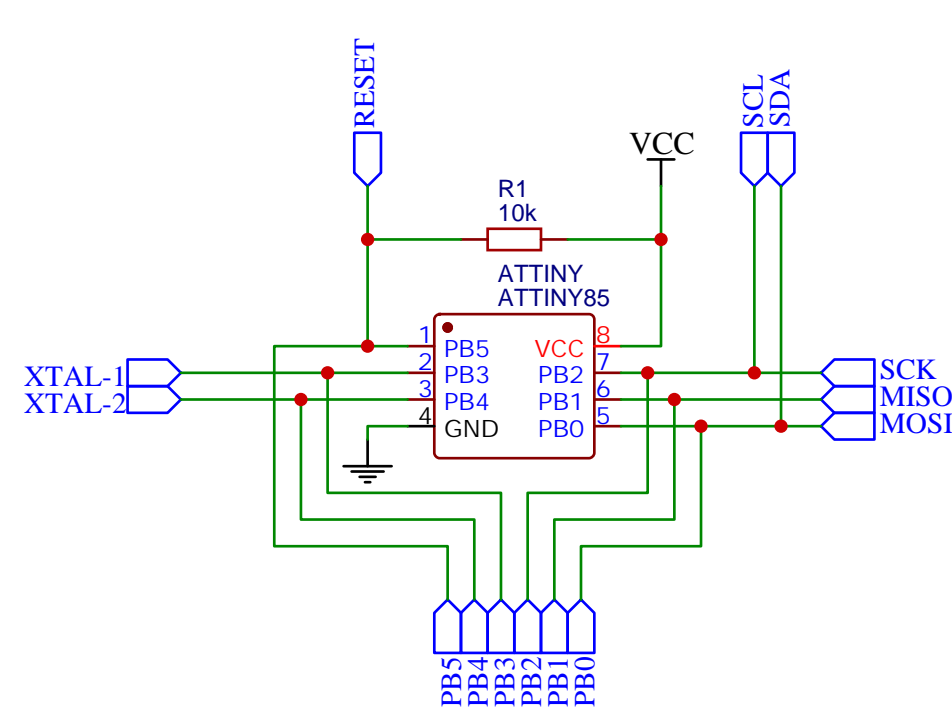 RESET
SCL
SDA
VCC
R1
10k
ATTINY
ATTINY85
1 PB5 VCC 8
2 PB3 PB2 7
3 PB4 PB1 6
4 GND PB0 5
XTAL-1
XTAL-2
SCK
MISO
MOSI
PB5
PB4
PB3
PB2
PB1
PB0